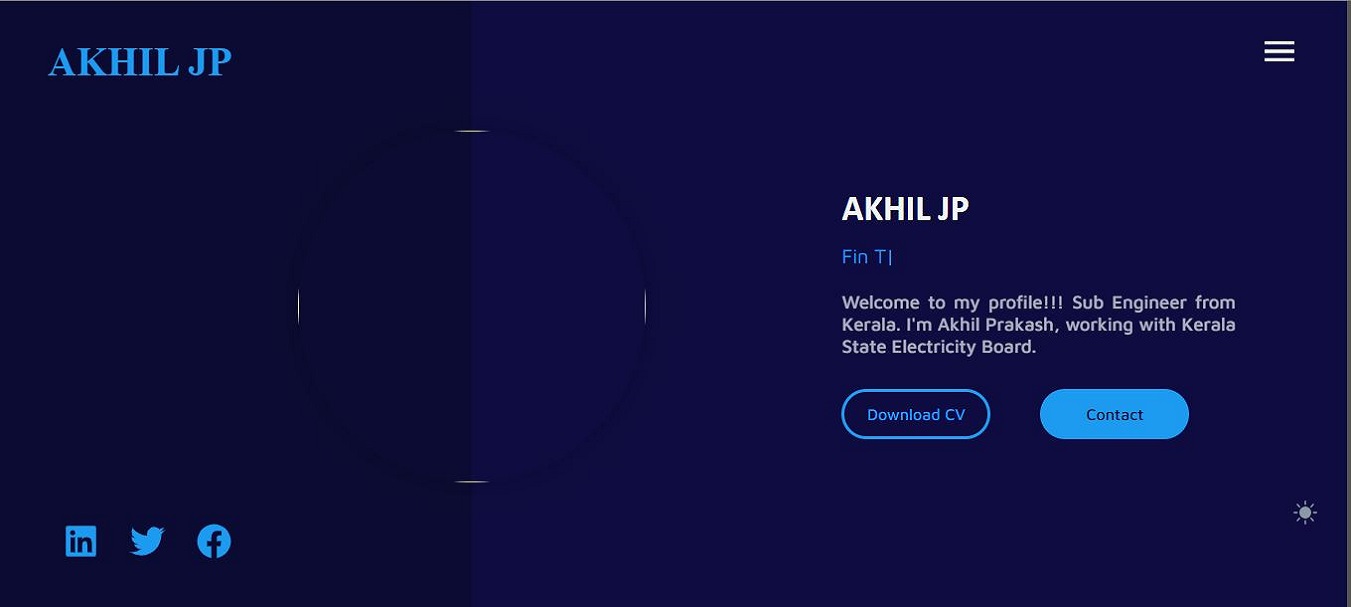 AKHIL JP
AKHIL JP
Fin T|
Welcome to my profile!!! Sub Engineer from
Kerala. I'm Akhil Prakash, working with Kerala
State Electricity Board.
Download CV
Contact